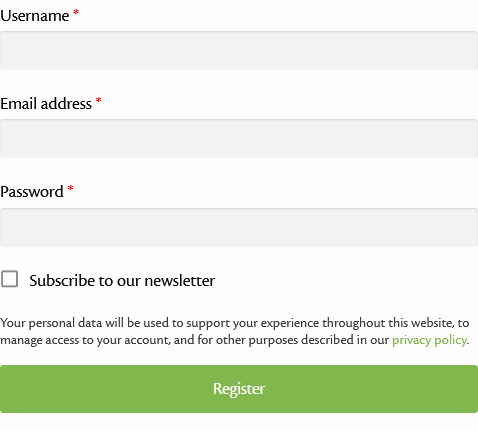 Username *
Email address *
Password *
Subscribe to our newsletter
Your personal data will be used to support your experience throughout this website, to
manage access to your account, and for other purposes described in our privacy policy.
Register